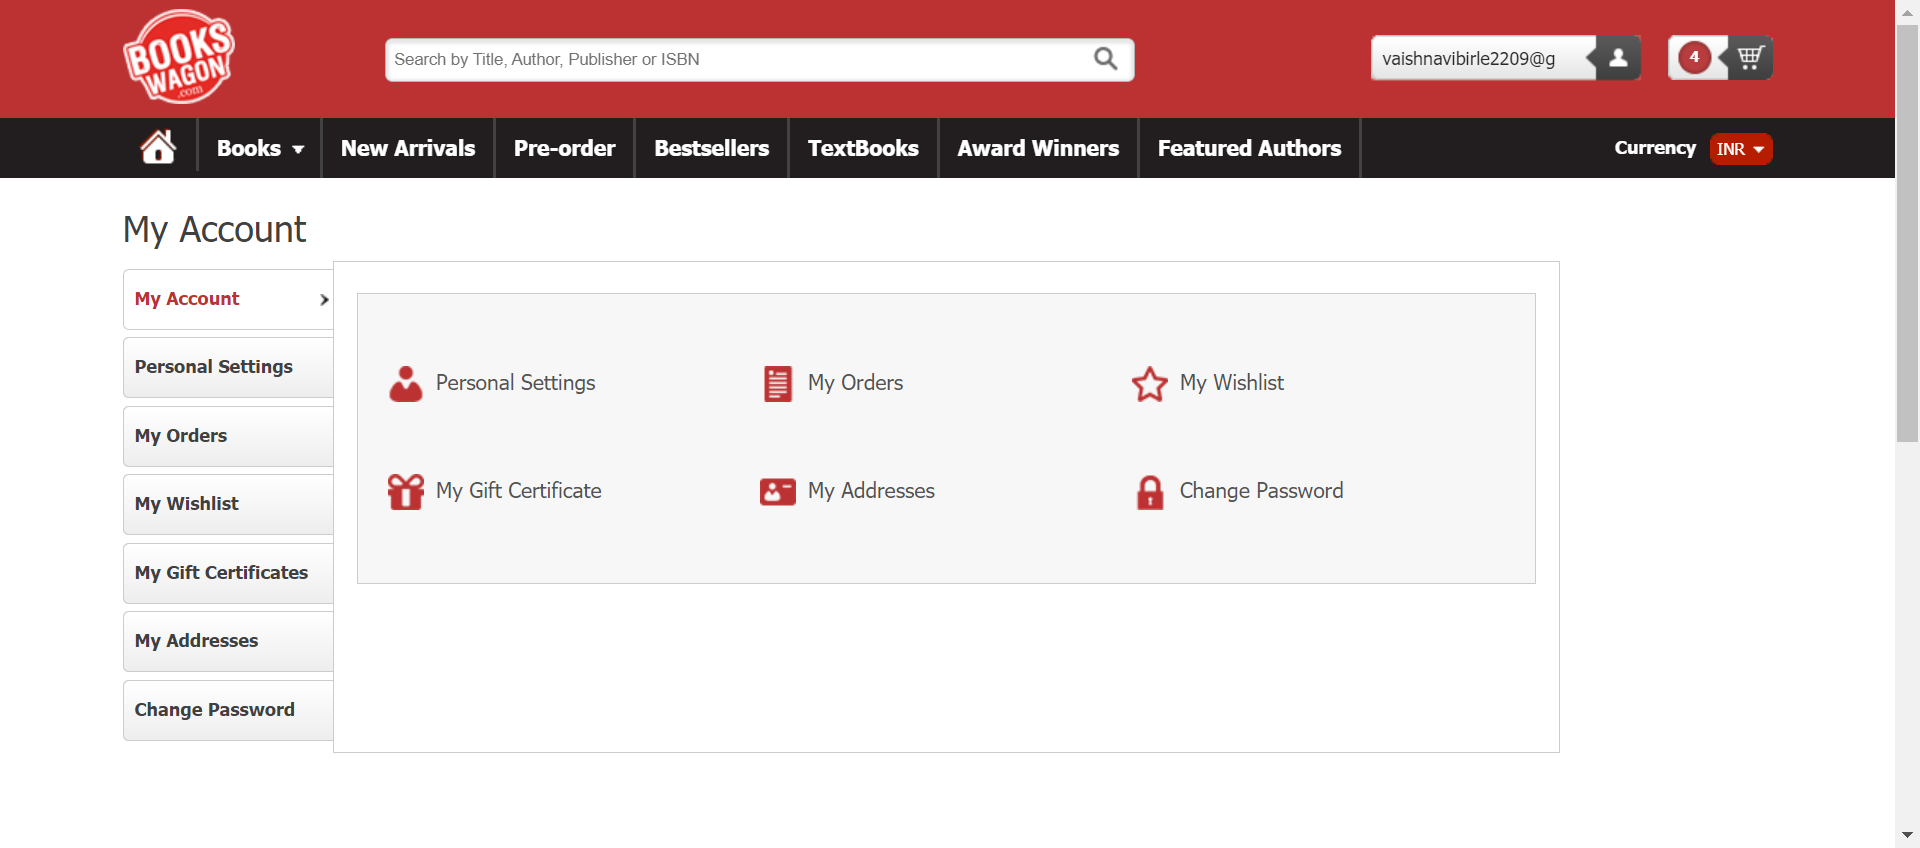 BOOKS
WAGON
.com
Search by Title, Author, Publisher or ISBN
vaishnavibirle2209@g
4
Books
New Arrivals
Pre-order
Bestsellers
TextBooks
Award Winners
Featured Authors
Currency
INR
My Account
My Account
Personal Settings
My Orders
My Wishlist
My Gift Certificates
My Addresses
Change Password
Personal Settings
My Orders
My Wishlist
My Gift Certificate
My Addresses
Change Password